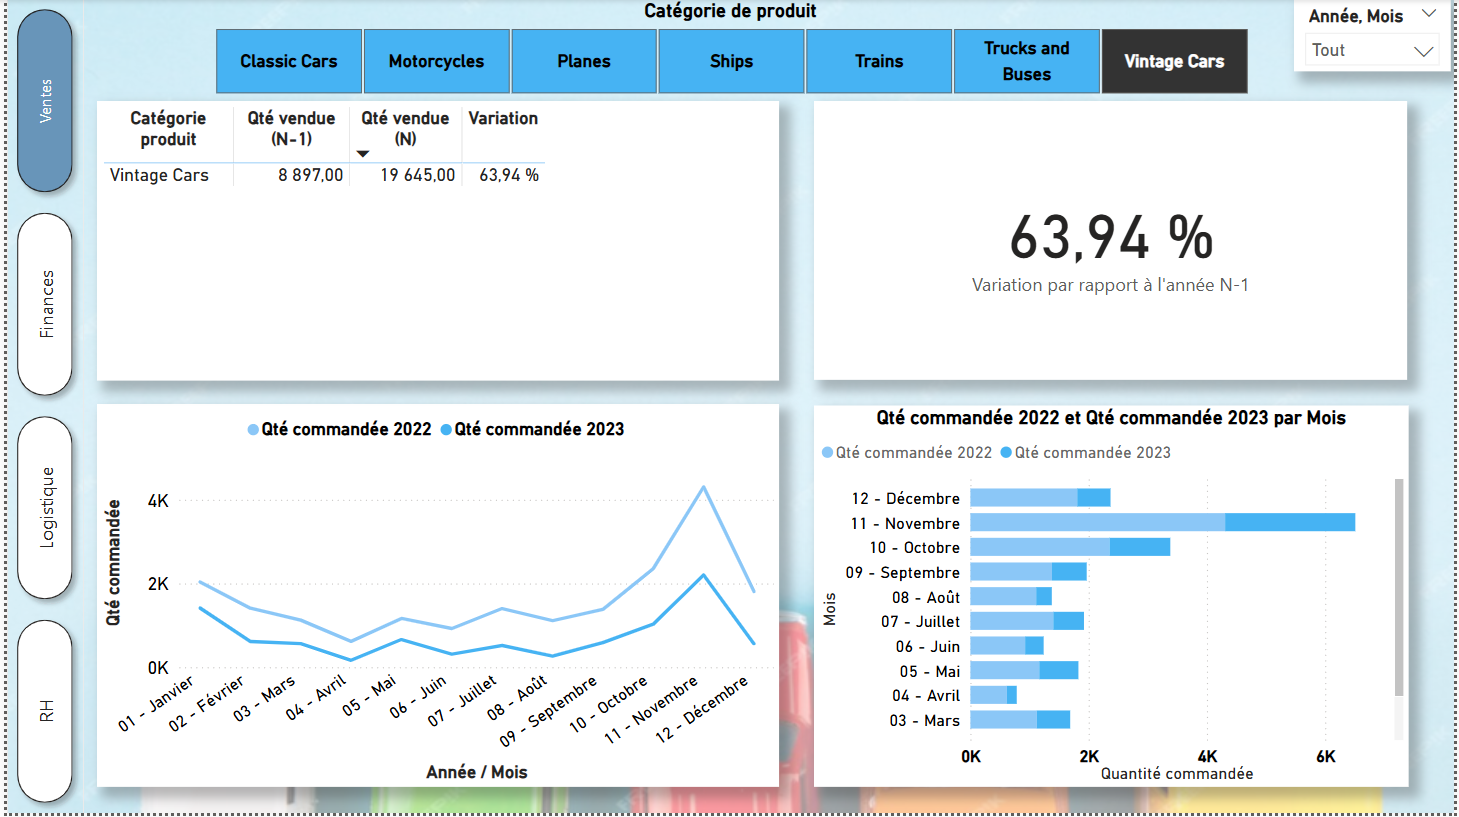 Catégorie de produit
Année, Mois
Tout
Classic Cars
Motorcycles
Planes
Ships
Trains
Trucks and
Buses
Vintage Cars
Ventes
Finances
Logistique
RH
Catégorie
produit
Qté vendue
(N-1)
Qté vendue
(N)
Variation
Vintage Cars 8 897,00 19 645,00 63,94 %
63,94 %
Variation par rapport à l'année N-1
Qté commandée 2022 Qté commandée 2023
Qté commandée
4K
2K
0K
01 - Janvier
02 - Février
03 - Mars
04 - Avril
05 - Mai
06 - Juin
07 - Juillet
08 - Août
09 - Septembre
10 - Octobre
11 - Novembre
12 - Décembre
Année / Mois
Qté commandée 2022 et Qté commandée 2023 par Mois
Qté commandée 2022 Qté commandée 2023
Mois
12 - Décembre
11 - Novembre
10 - Octobre
09 - Septembre
08 - Août
07 - Juillet
06 - Juin
05 - Mai
04 - Avril
03 - Mars
0K 2K 4K 6K
Quantité commandée